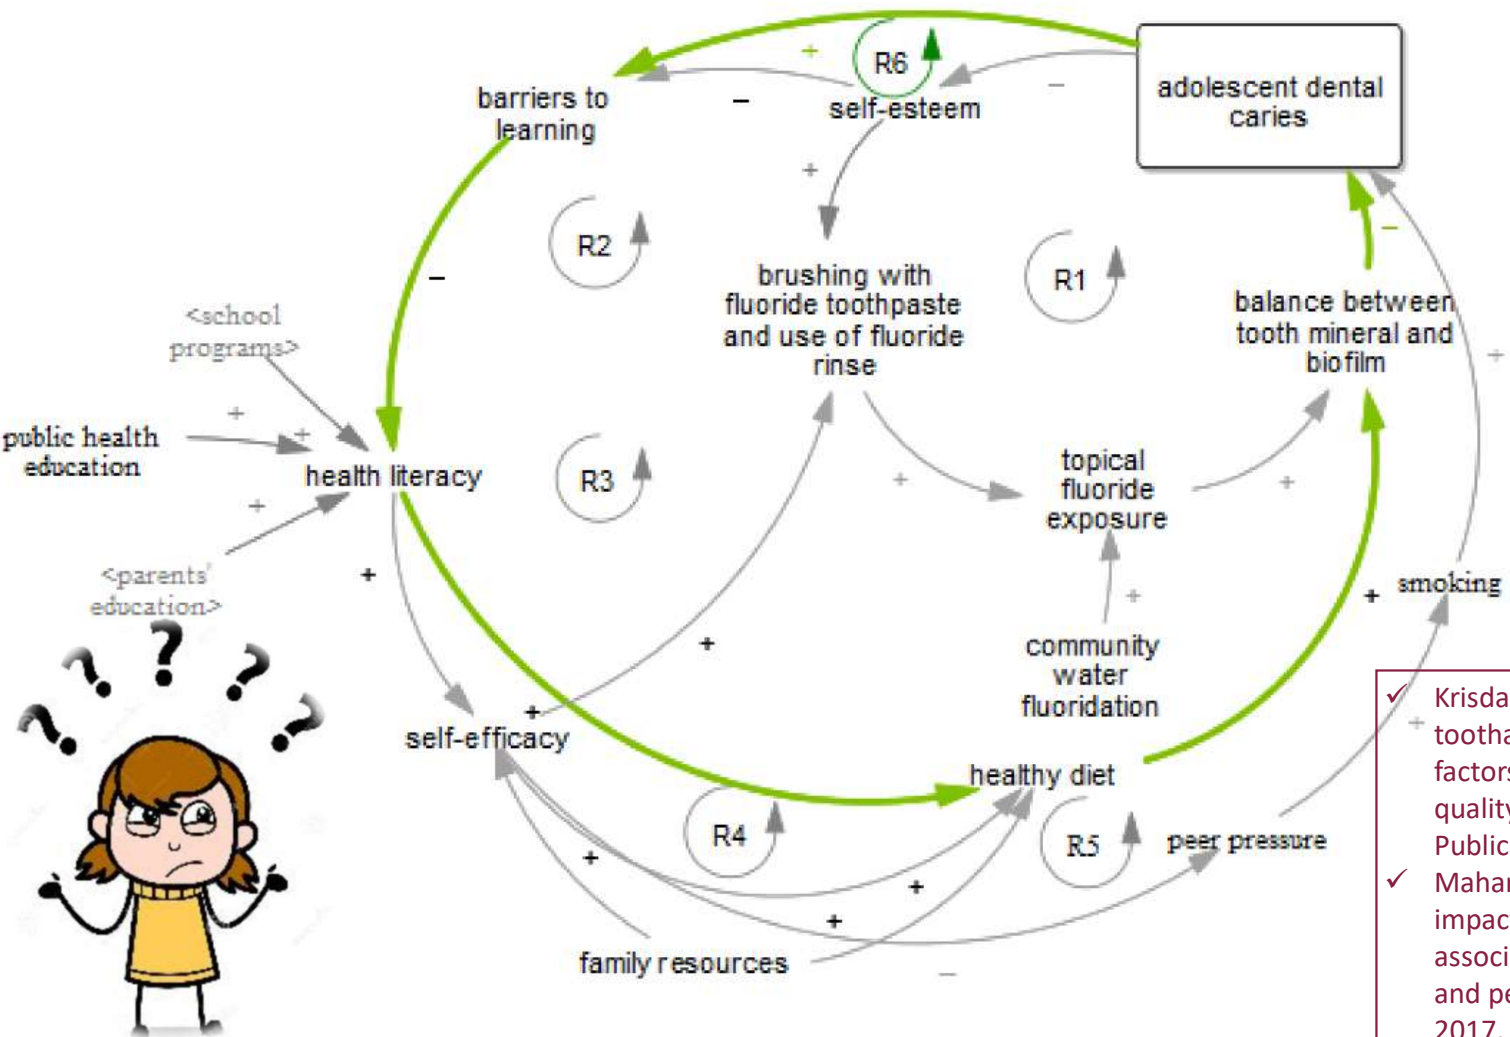 R6
+
adolescent dental
caries
barriers to
learning
−
self-esteem
−
+
R2
R1
−
brushing with
fluoride toothpaste
and use of fluoride
rinse
balance between
tooth mineral and
biofilm
−
+
<school
programs>
+
+
public health
education
health literacy
+
R3
+
topical
fluoride
exposure
+
<parents'
education>
+
+
+
smoking
+
community
water
fluoridation
+
self-efficacy
healthy diet
R4
R5
peer pressure
+
+
+
+
family resources
−
? ? ? ? ?
✓ Krisda
tootha
factors
quality
Public
✓ Mahar
impac
associ
and pe
2017.